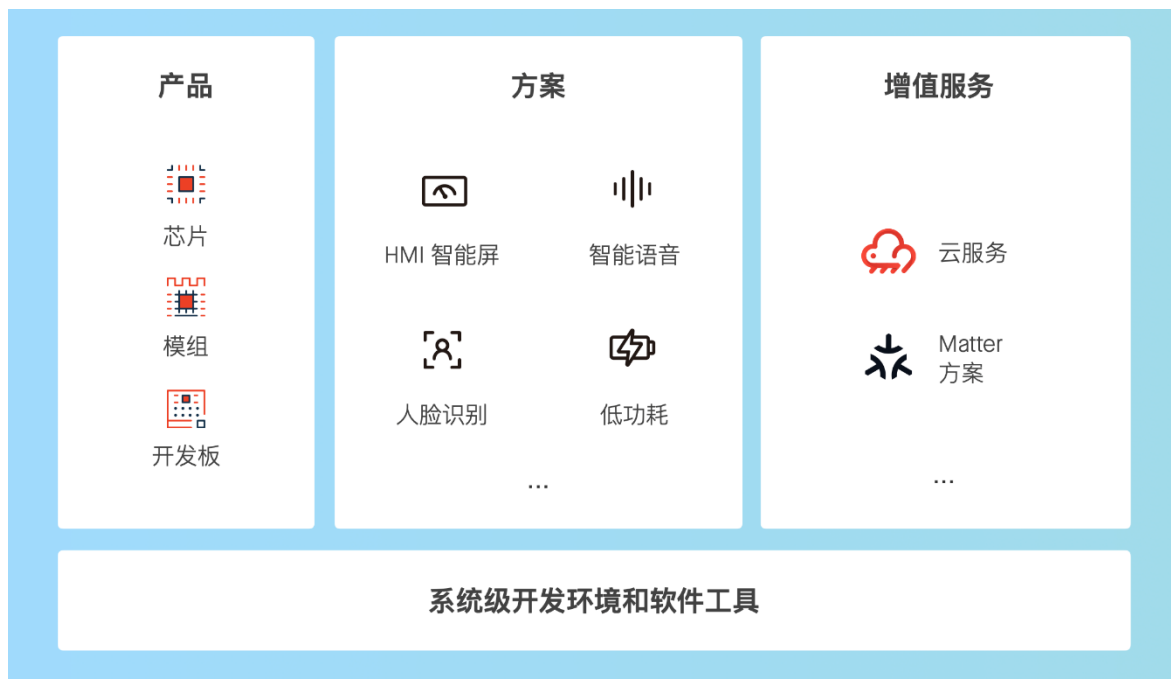 产品
芯片
模组
开发板
方案
HMI 智能屏
智能语音
人脸识别
低功耗
...
增值服务
云服务
Matter
方案
...
系统级开发环境和软件工具